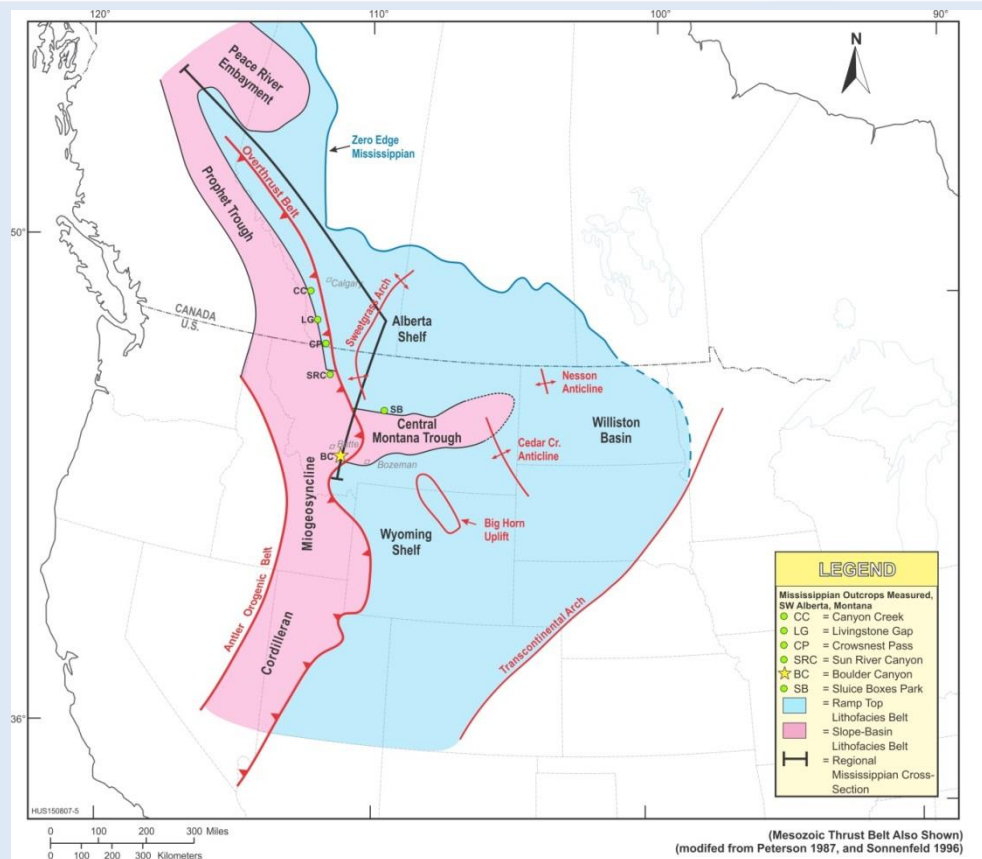 120°
110°
100°
90°
Peace River
Embayment
N
Zero Edge
Mississippian
Overthrust Belt
Prophet Trough
50°
Calgary
CC
Sweetgrass Arch
LG
CANADA
U.S.
Alberta
Shelf
CP
SRC
Nesson
Anticline
SB
Central
Montana Trough
Williston
Basin
Butte
BC
Bozeman
Cedar Cr.
Anticline
Miogeosyncline
Big Horn
Uplift
Wyoming
Shelf
Antler Orogenic Belt
Cordilleran
Transcontinental Arch
36°
LEGEND
Mississippian Outcrops Measured,
SW Alberta, Montana
CC = Canyon Creek
LG = Livingstone Gap
CP = Crowsnest Pass
SRC = Sun River Canyon
BC = Boulder Canyon
SB = Sluice Boxes Park
= Ramp Top
Lithofacies Belt
= Slope-Basin
Lithofacies Belt
= Regional
Mississippian Cross-
Section
HUS150807-5
0 100 200 300 Miles
0 100 200 300 Kilometers
(Mesozoic Thrust Belt Also Shown)
(modifed from Peterson 1987, and Sonnenfeld 1996)